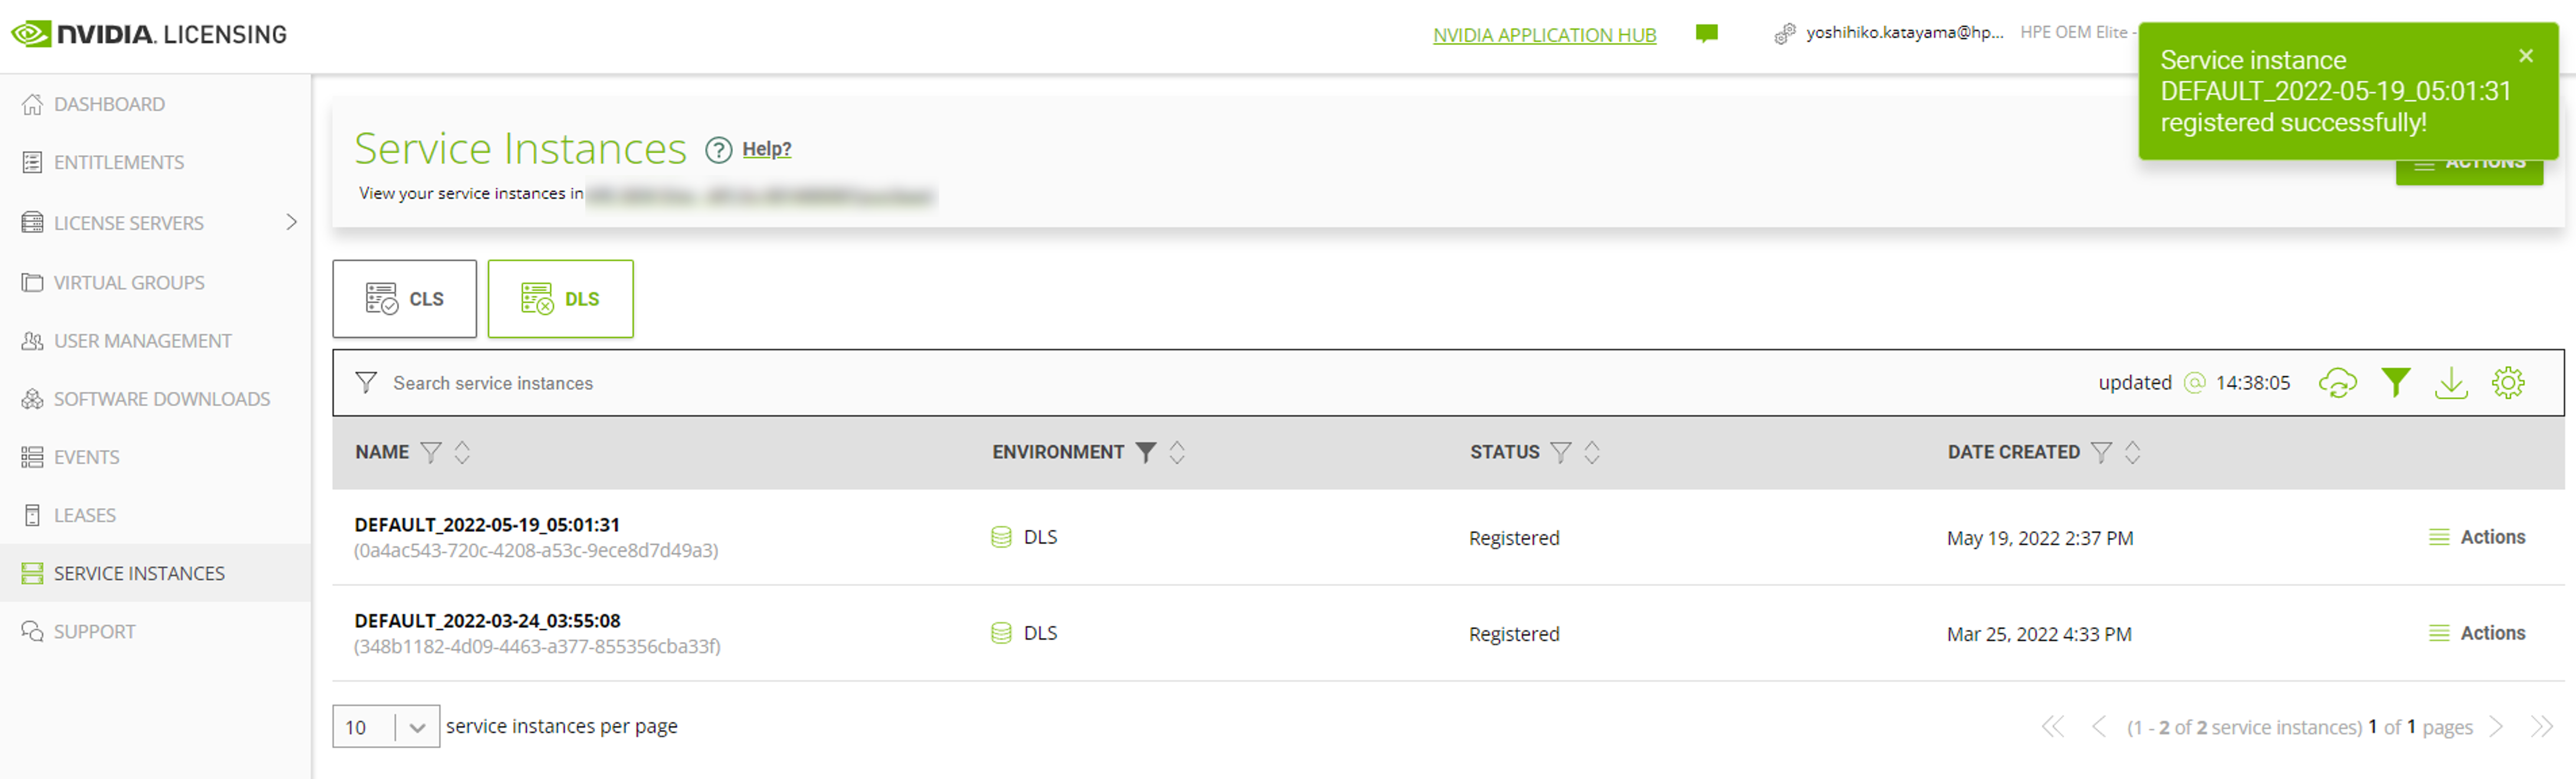 NVIDIA. LICENSING
NVIDIA APPLICATION HUB
yoshihiko.katayama@hp...
HPE OEM Elite -
Service instance
DEFAULT_2022-05-19_05:01:31
registered successfully!
ACTIONS
DASHBOARD
ENTITLEMENTS
LICENSE SERVERS
VIRTUAL GROUPS
USER MANAGEMENT
SOFTWARE DOWNLOADS
EVENTS
LEASES
SERVICE INSTANCES
SUPPORT
Service Instances ? Help?
View your service instances in
CLS
DLS
Search service instances
updated @ 14:38:05
NAME ENVIRONMENT STATUS DATE CREATED
DEFAULT_2022-05-19_05:01:31
(0a4ac543-720c-4208-a53c-9ece8d7d49a3)
DLS
Registered
May 19, 2022 2:37 PM
Actions
DEFAULT_2022-03-24_03:55:08
(348b1182-4d09-4463-a377-855356cba33f)
DLS
Registered
Mar 25, 2022 4:33 PM
Actions
10 service instances per page
(1 - 2 of 2 service instances) 1 of 1 pages